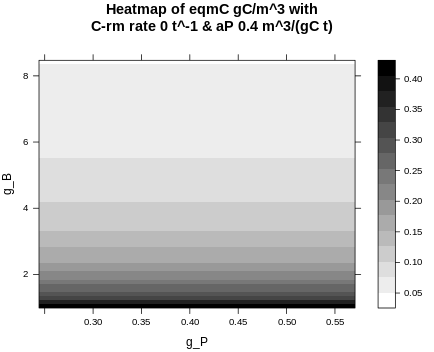 Heatmap of eqmC gC/m^3 with
C-rm rate 0 t^-1 & aP 0.4 m^3/(gC t)
8
6
4
2
g_B
0.30 0.35 0.40 0.45 0.50 0.55
g_P
0.40
0.35
0.30
0.25
0.20
0.15
0.10
0.05